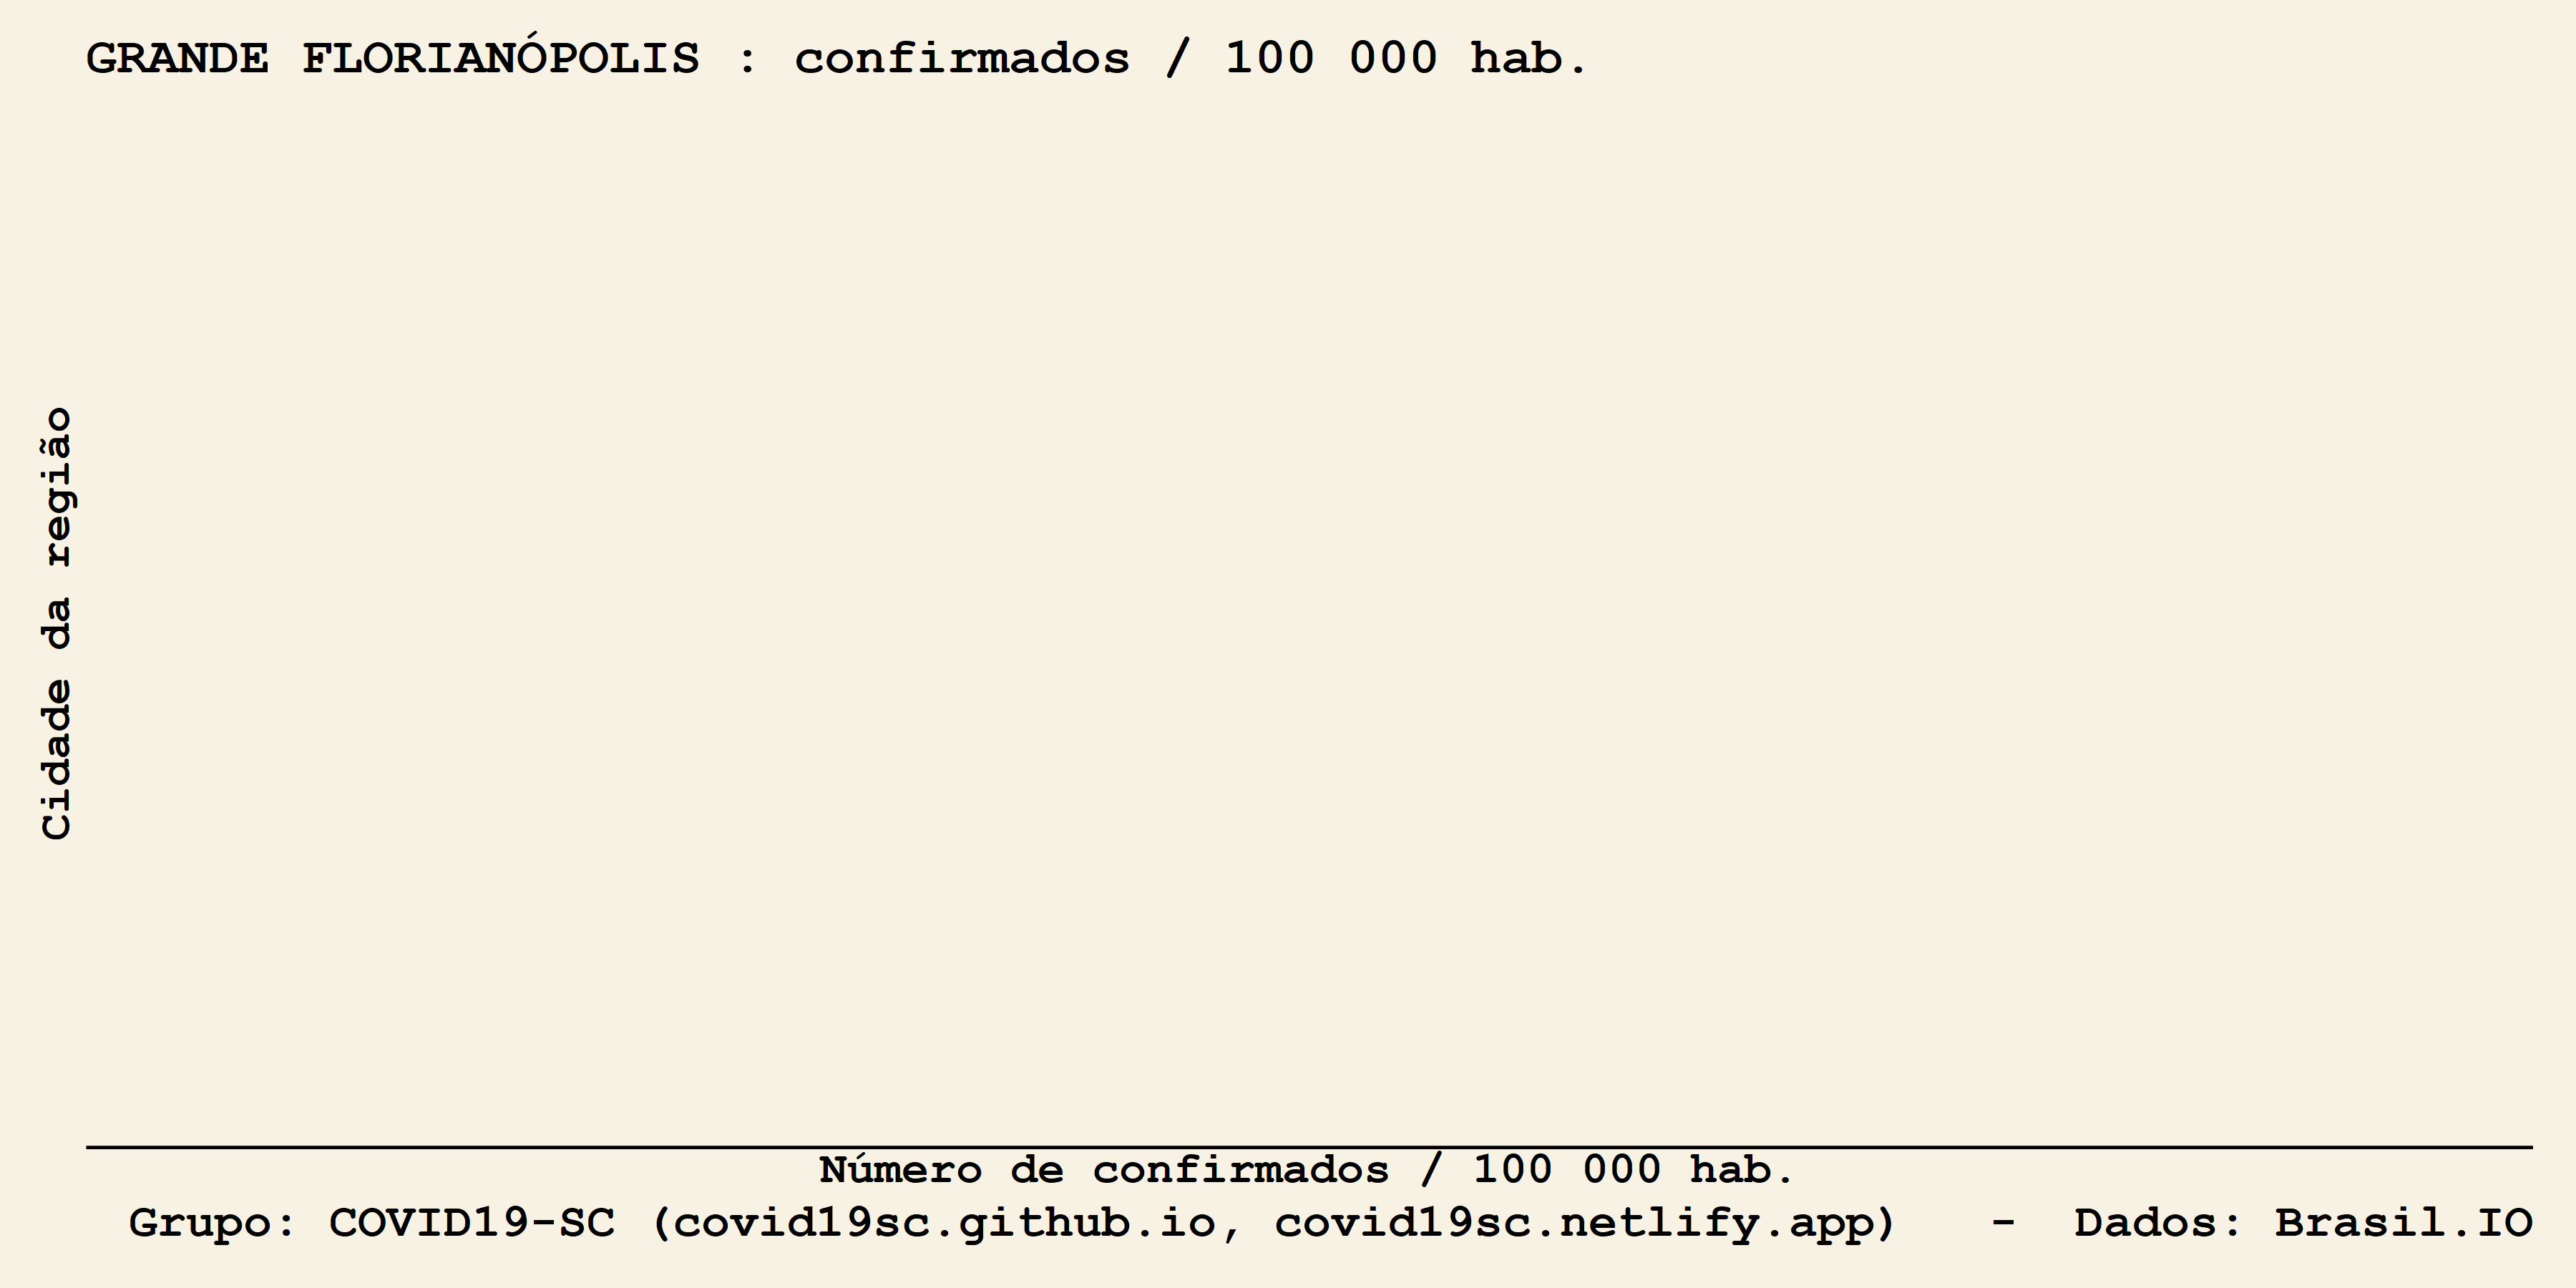 GRANDE FLORIANÓPOLIS : confirmados / 100 000 hab.
Cidade da região
Número de confirmados / 100 000 hab.
Grupo: COVID19-SC (covid19sc.github.io, covid19sc.netlify.app) - Dados: Brasil.IO